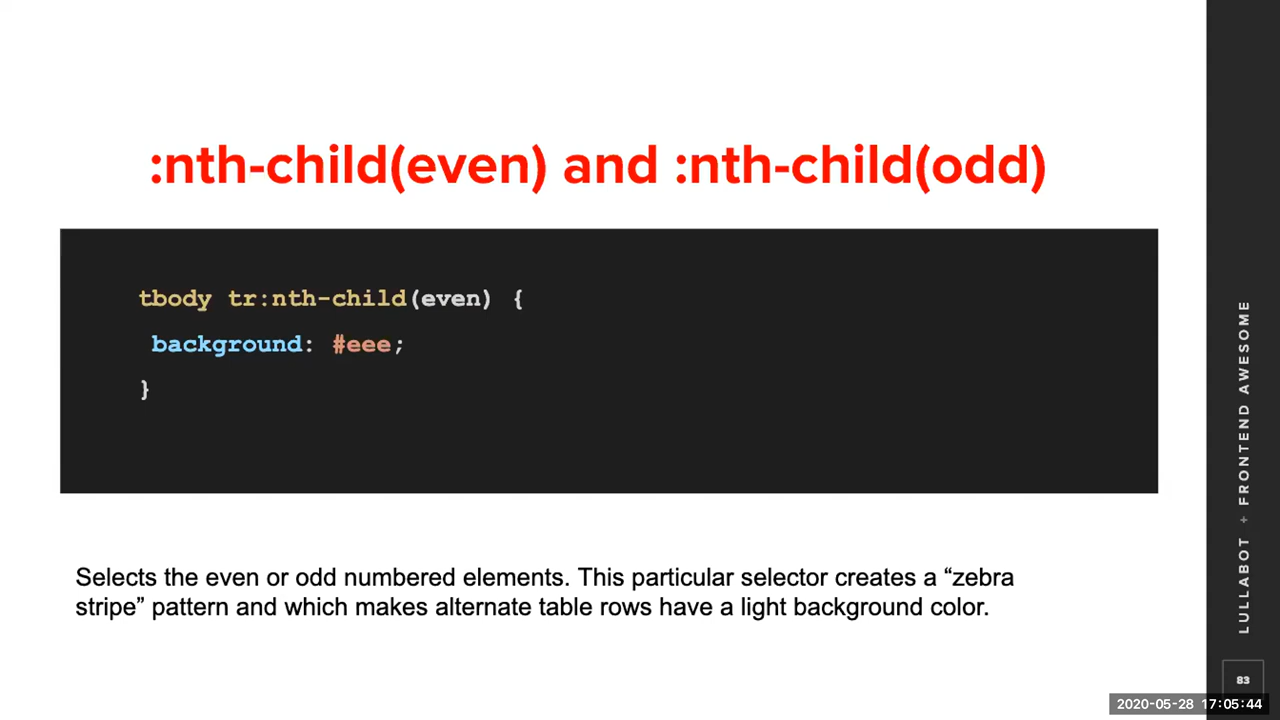 :nth-child(even) and :nth-child(odd)
tbody tr:nth-child(even) {
background: #eee;
}
Selects the even or odd numbered elements. This particular selector creates a “zebra
stripe” pattern and which makes alternate table rows have a light background color.
LULLABOT + FRONTEND AWESOME
83
2020-05-28 17:05:44